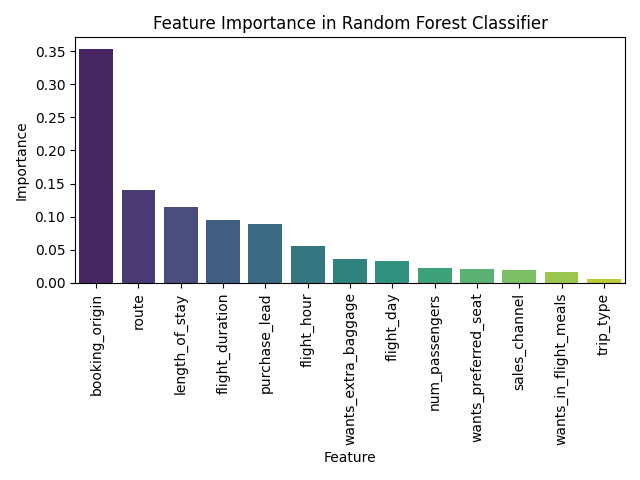 Feature Importance in Random Forest Classifier
Importance
0.35
0.30
0.25
0.20
0.15
0.10
0.05
0.00
booking_origin
route
length_of_stay
flight_duration
purchase_lead
flight_hour
wants_extra_baggage
flight_day
num_passengers
wants_preferred_seat
sales_channel
wants_in_flight_meals
trip_type
Feature